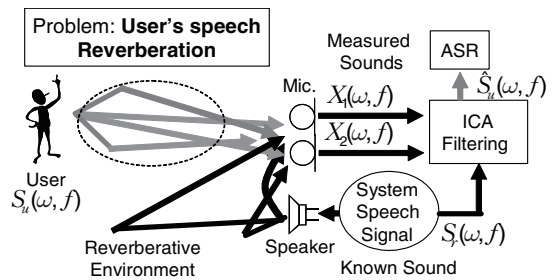 Problem: User's speech
Reverberation
Measured
Sounds
ASR
Mic.
X₁(ω, f)
Ŝᵤ(ω, f)
X₂(ω, f)
ICA
Filtering
User
Sᵤ(ω, f)
System
Speech
Signal
Reverberative
Environment
Speaker
Sᵣ(ω, f)
Known Sound